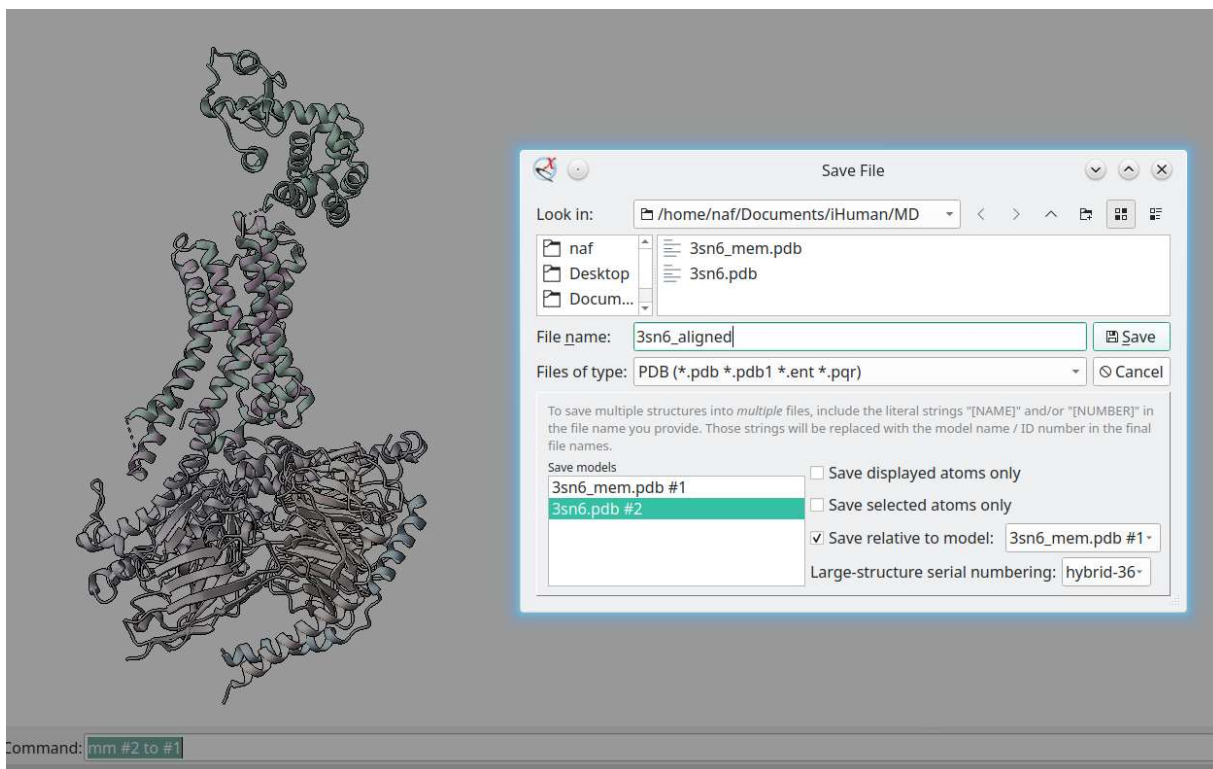 Save File
Look in: /home/naf/Documents/iHuman/MD
naf 3sn6_mem.pdb
Desktop 3sn6.pdb
Docum...
File name: 3sn6_aligned Save
Files of type: PDB (*.pdb *.pdb1 *.ent *.pqr) Cancel
To save multiple structures into multiple files, include the literal strings "[NAME]" and/or "[NUMBER]" in
the file name you provide. Those strings will be replaced with the model name / ID number in the final
file names.
Save models
3sn6_mem.pdb #1
3sn6.pdb #2
Save displayed atoms only
Save selected atoms only
Save relative to model: 3sn6_mem.pdb #1
Large-structure serial numbering: hybrid-36
Command: mm #2 to #1